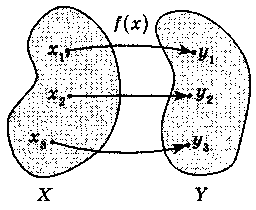 f(x)
x₁ y₁
x₂ y₂
x₃ y₃
X Y